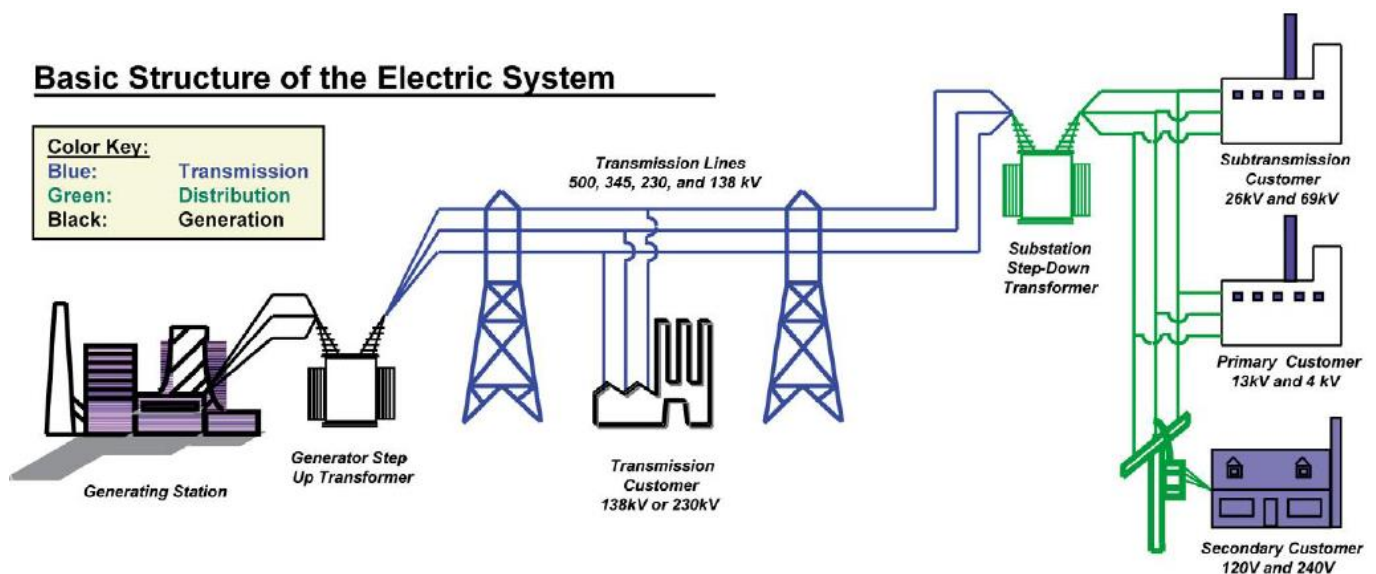 Basic Structure of the Electric System
Color Key:
Blue: Transmission
Green: Distribution
Black: Generation
Transmission Lines
500, 345, 230, and 138 kV
Subtransmission
Customer
26kV and 69kV
Substation
Step-Down
Transformer
Primary Customer
13kV and 4 kV
Generating Station
Generator Step
Up Transformer
Transmission
Customer
138kV or 230kV
Secondary Customer
120V and 240V